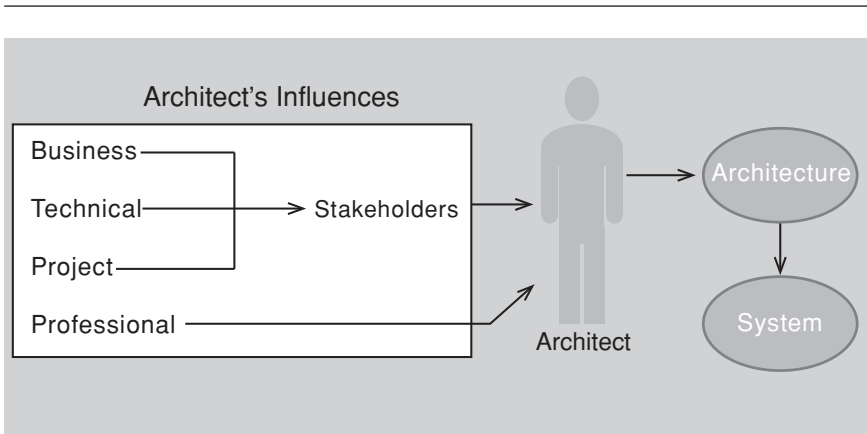 Architect's Influences
Business
Technical
Stakeholders
Project
Professional
Architect
Architecture
System